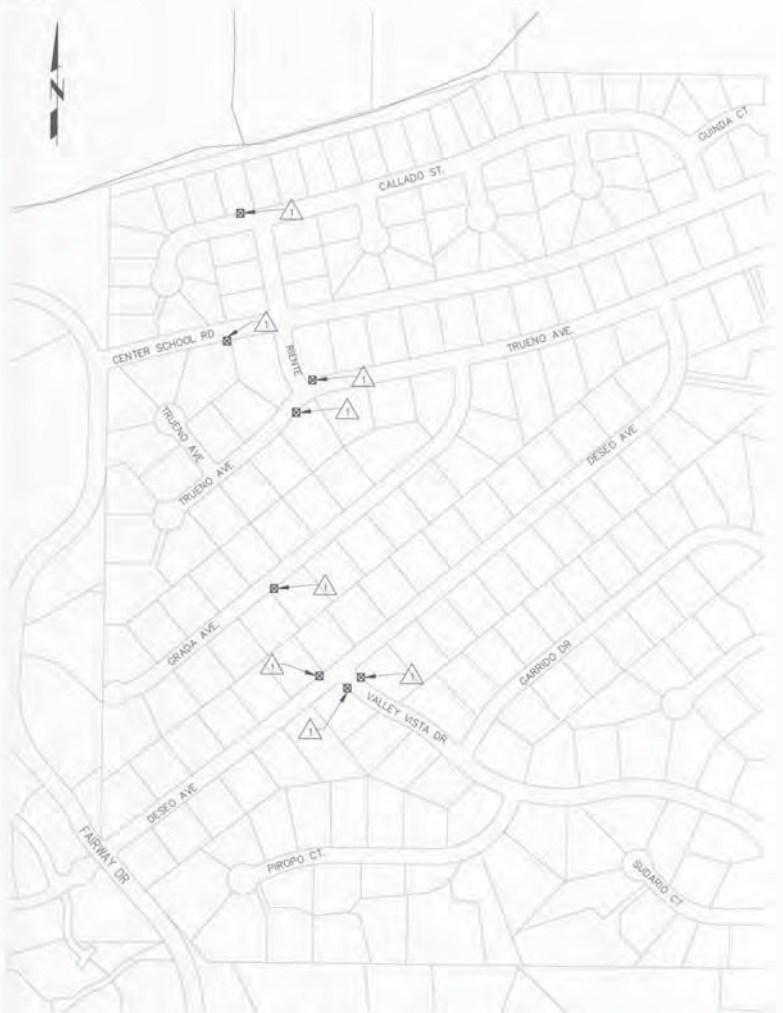 N
GUINDA CT
CALLADO ST.
1
1
CENTER SCHOOL RD
RIENTE
TRUENO AVE.
1
1
TRUENO AVE
TRUENO AVE
DESEO AVE
1
GRADA AVE.
GARRIDO DR
1
1
1
VALLEY VISTA DR
DESEO AVE
FAIRWAY DR
PIROPO CT.
SUDARIO CT